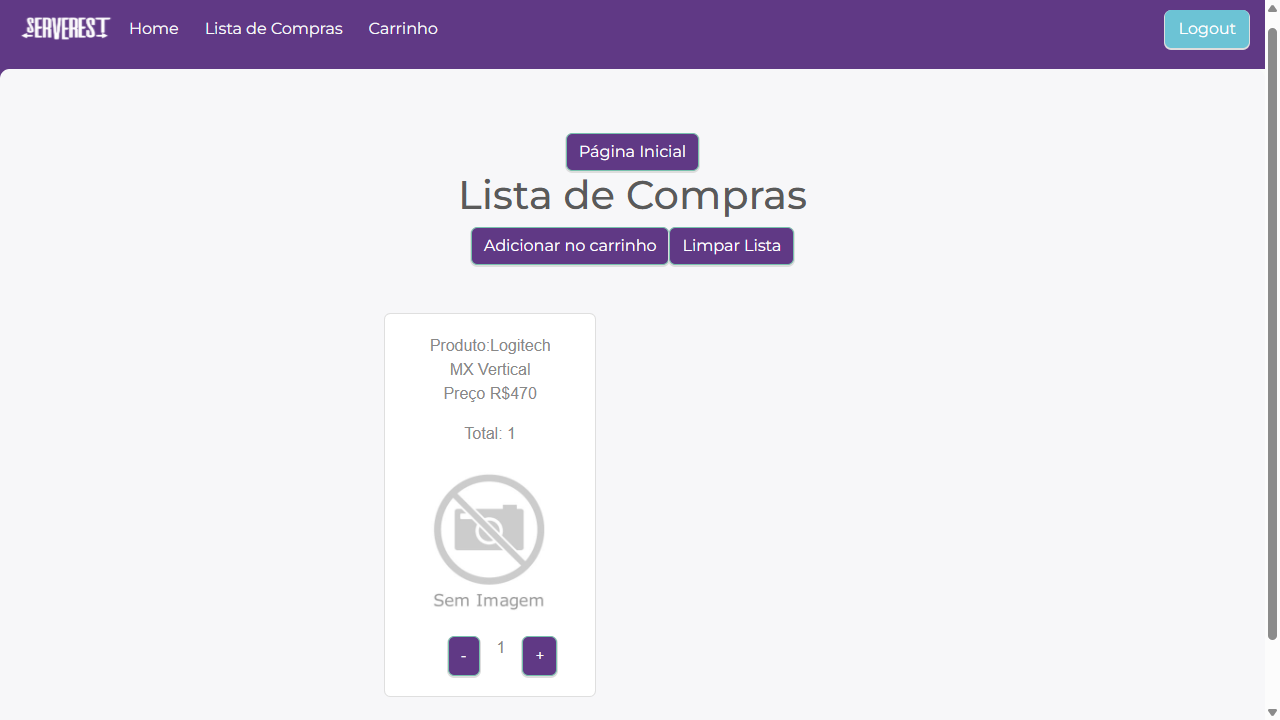 SERVEREST Home Lista de Compras Carrinho Logout
Página Inicial
Lista de Compras
Adicionar no carrinho Limpar Lista
Produto:Logitech
MX Vertical
Preço R$470
Total: 1
Sem Imagem
- 1 +